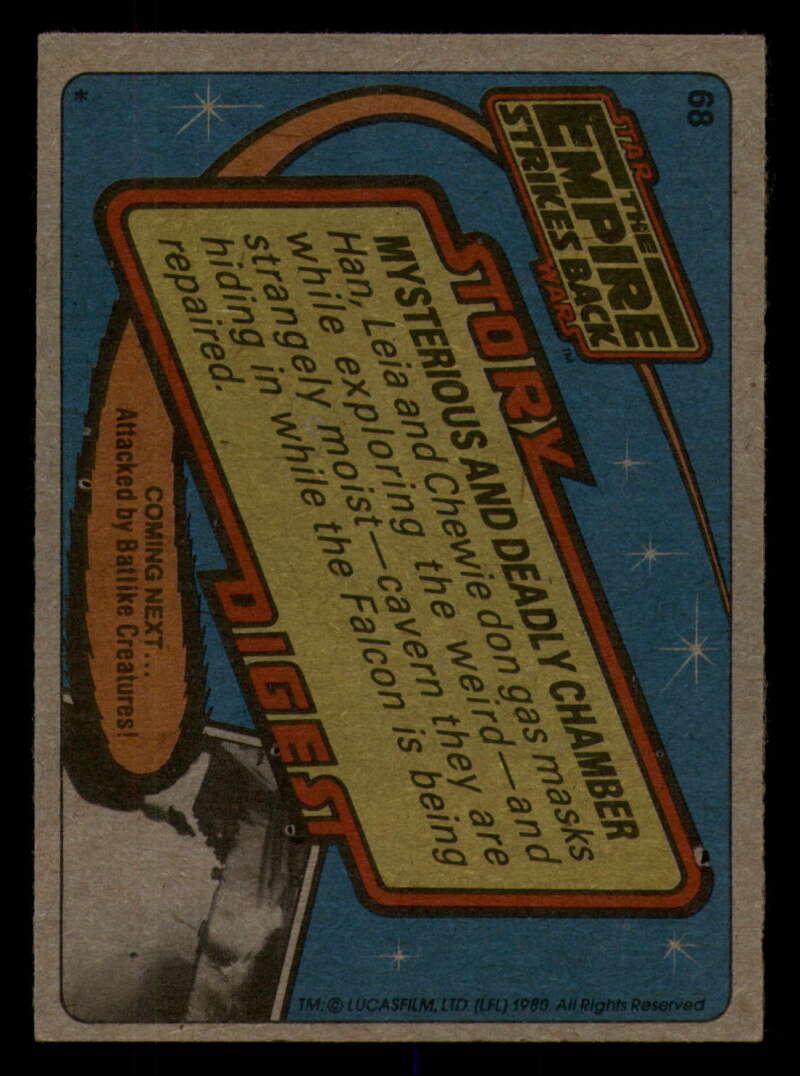 68
STAR
THE
EMPIRE
STRIKES BACK
WARS™
STORY
MYSTERIOUS AND DEADLY CHAMBER
Han, Leia and Chewie don gas masks
while exploring the weird—and
strangely moist—cavern they are
hiding in while the Falcon is being
repaired.
DIGEST
COMING NEXT...
Attacked by Batlike Creatures!
*
TM: © LUCASFILM, LTD. (LFL) 1980. All Rights Reserved